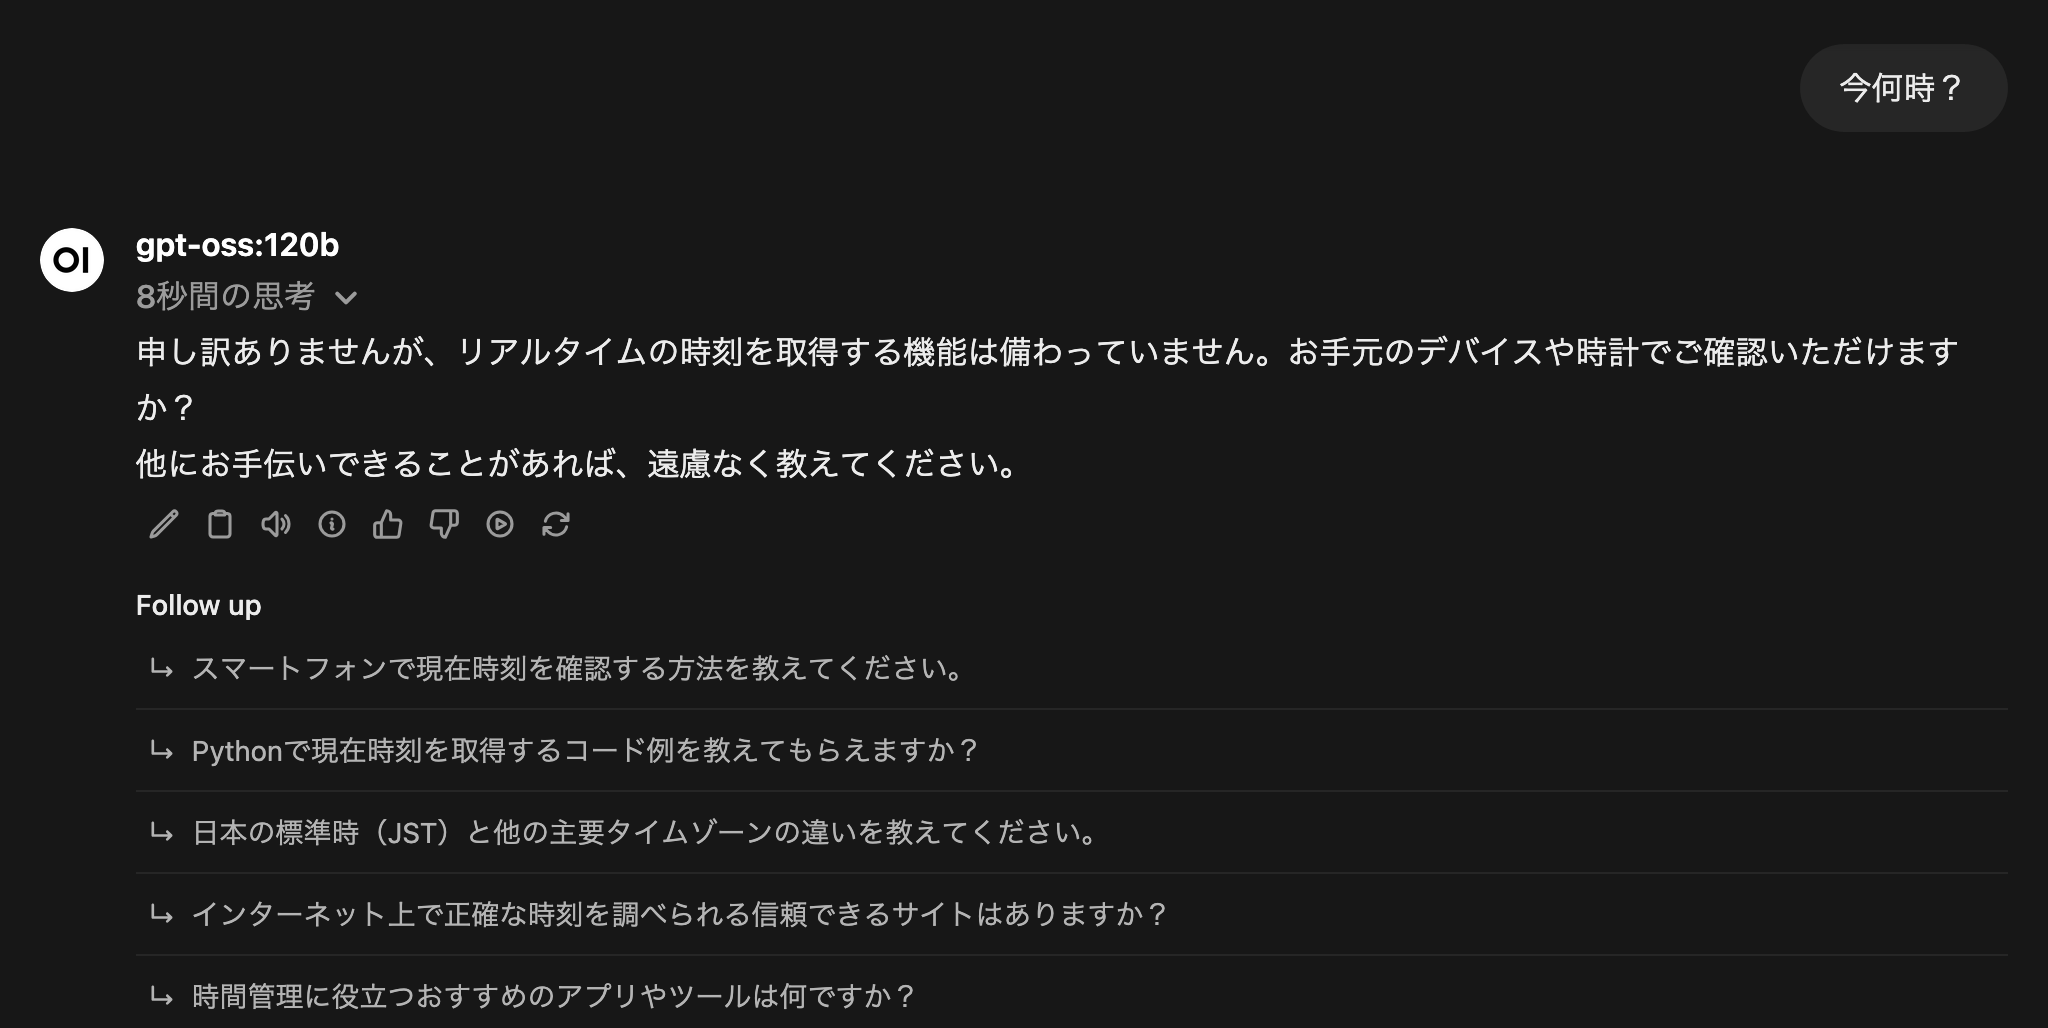 今何時？
OI
gpt-oss:120b
8秒間の思考
申し訳ありませんが、リアルタイムの時刻を取得する機能は備わっていません。お手元のデバイスや時計でご確認いただけます
か？
他にお手伝いできることがあれば、遠慮なく教えてください。
Follow up
スマートフォンで現在時刻を確認する方法を教えてください。
Pythonで現在時刻を取得するコード例を教えてもらえますか？
日本の標準時（JST）と他の主要タイムゾーンの違いを教えてください。
インターネット上で正確な時刻を調べられる信頼できるサイトはありますか？
時間管理に役立つおすすめのアプリやツールは何ですか？